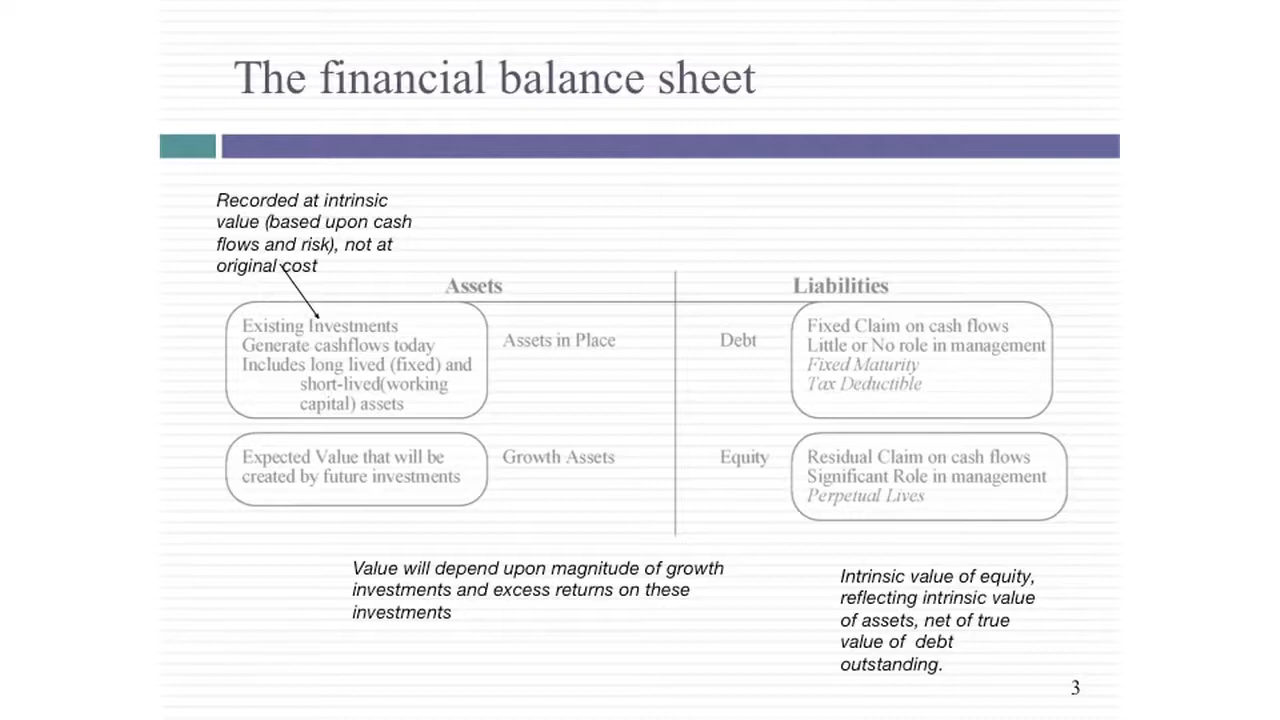 The financial balance sheet
Recorded at intrinsic
value (based upon cash
flows and risk), not at
original cost
Assets
Liabilities
Existing Investments
Generate cashflows today
Includes long lived (fixed) and
short-lived(working
capital) assets
Assets in Place
Debt
Fixed Claim on cash flows
Little or No role in management
Fixed Maturity
Tax Deductible
Expected Value that will be
created by future investments
Growth Assets
Equity
Residual Claim on cash flows
Significant Role in management
Perpetual Lives
Value will depend upon magnitude of growth
investments and excess returns on these
investments
Intrinsic value of equity,
reflecting intrinsic value
of assets, net of true
value of debt
outstanding.
3